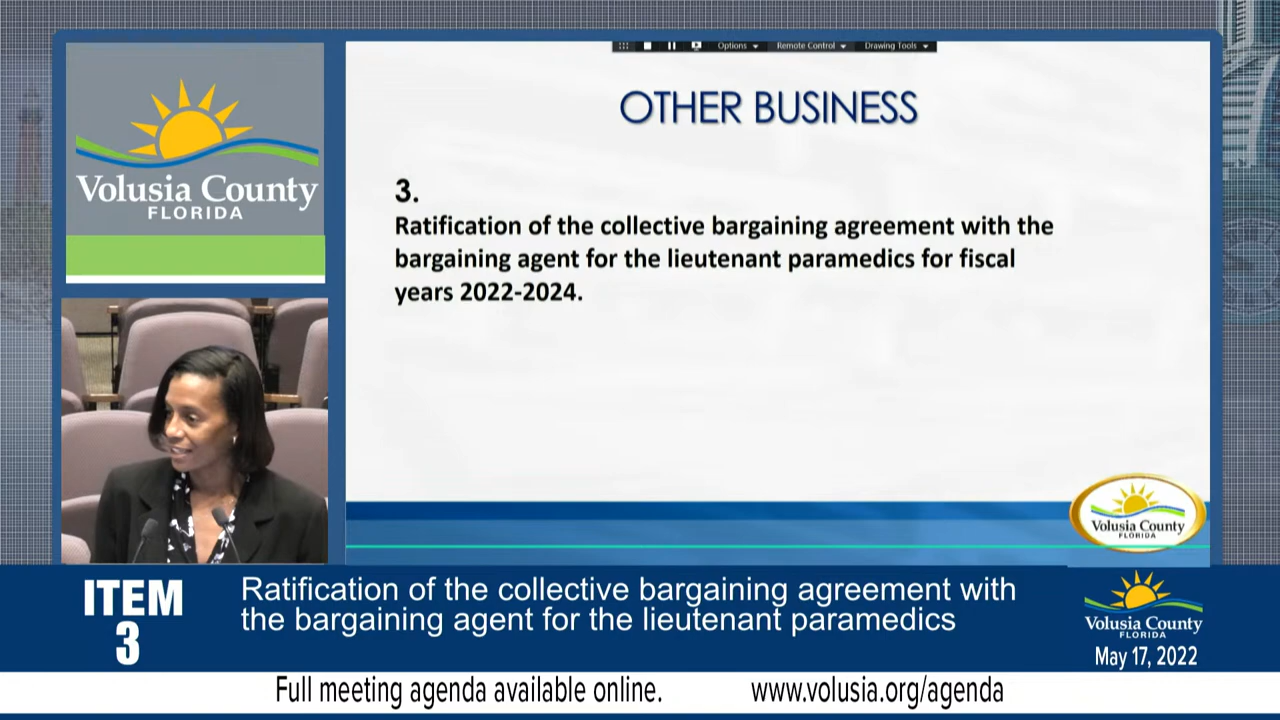 Options
Remote Control
Drawing Tools
Volusia County
FLORIDA
OTHER BUSINESS
3.
Ratification of the collective bargaining agreement with the
bargaining agent for the lieutenant paramedics for fiscal
years 2022-2024.
Volusia County
FLORIDA
ITEM
3
Ratification of the collective bargaining agreement with
the bargaining agent for the lieutenant paramedics
Volusia County
FLORIDA
May 17, 2022
Full meeting agenda available online.
www.volusia.org/agenda